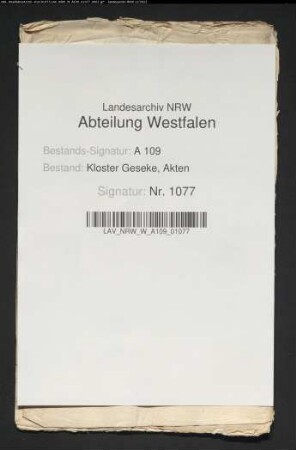 Landesarchiv NRW
Abteilung Westfalen
Bestands-Signatur: A 109
Bestand: Kloster Geseke, Akten
Signatur: Nr. 1077
LAV_NRW_W_A109_01077